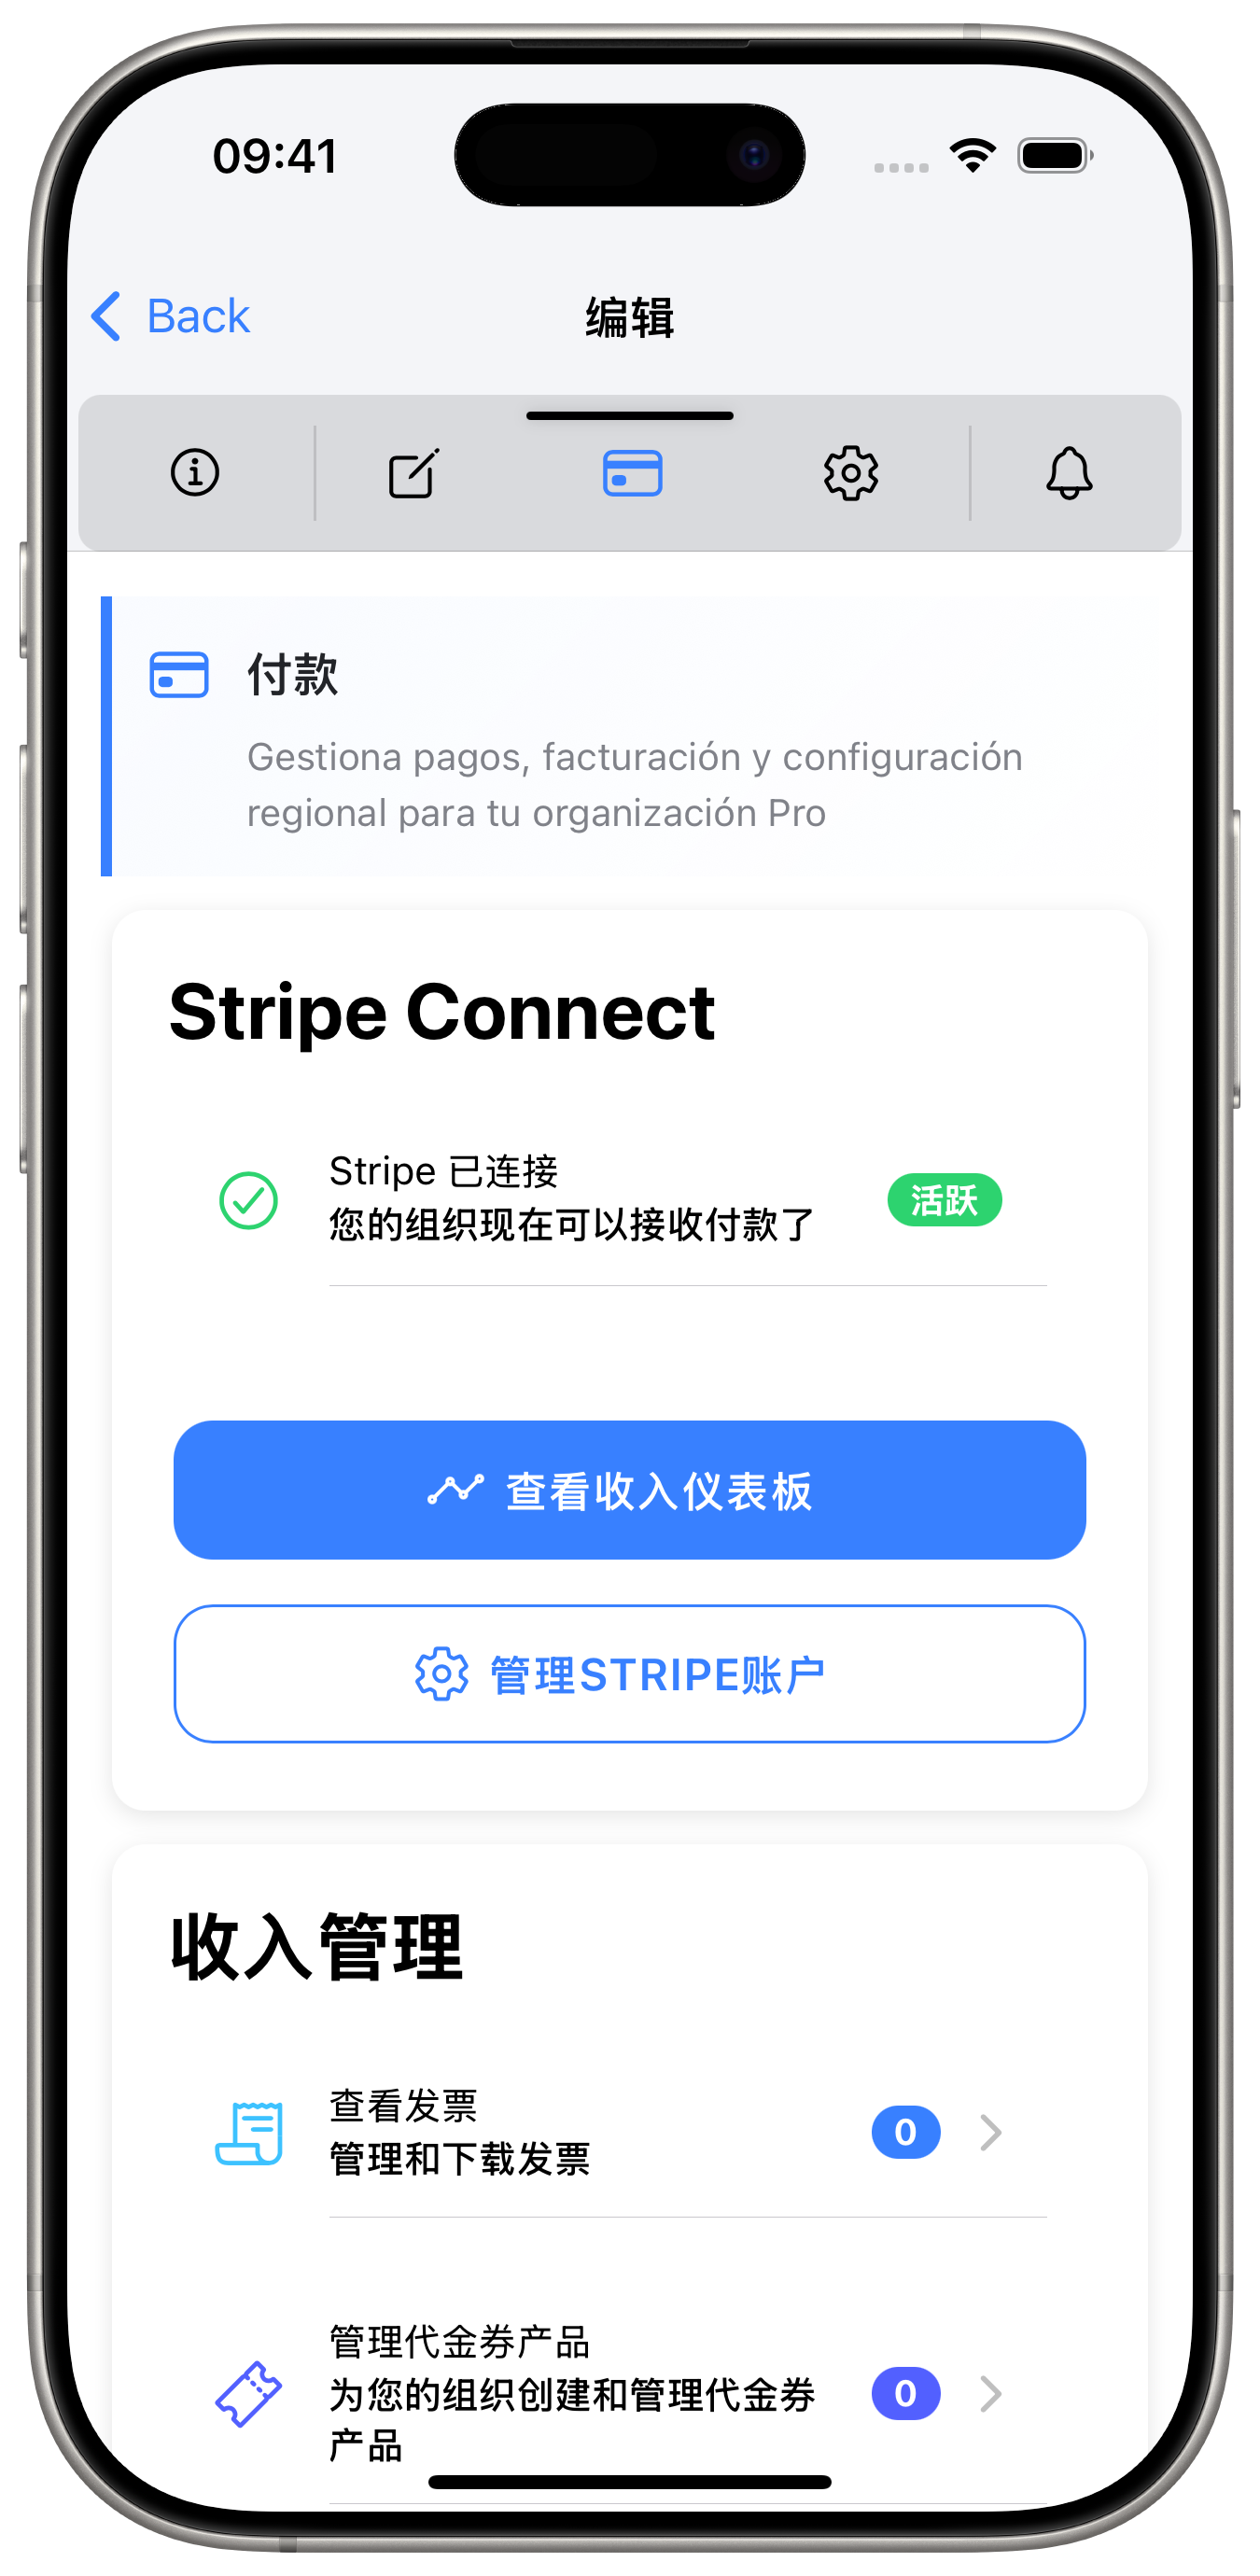 09:41
Back
编辑
付款
Gestiona pagos, facturación y configuración
regional para tu organización Pro
Stripe Connect
Stripe 已连接
您的组织现在可以接收付款了
活跃
查看收入仪表板
管理STRIPE账户
收入管理
查看发票
管理和下载发票
0
管理代金券产品
为您的组织创建和管理代金券
产品
0